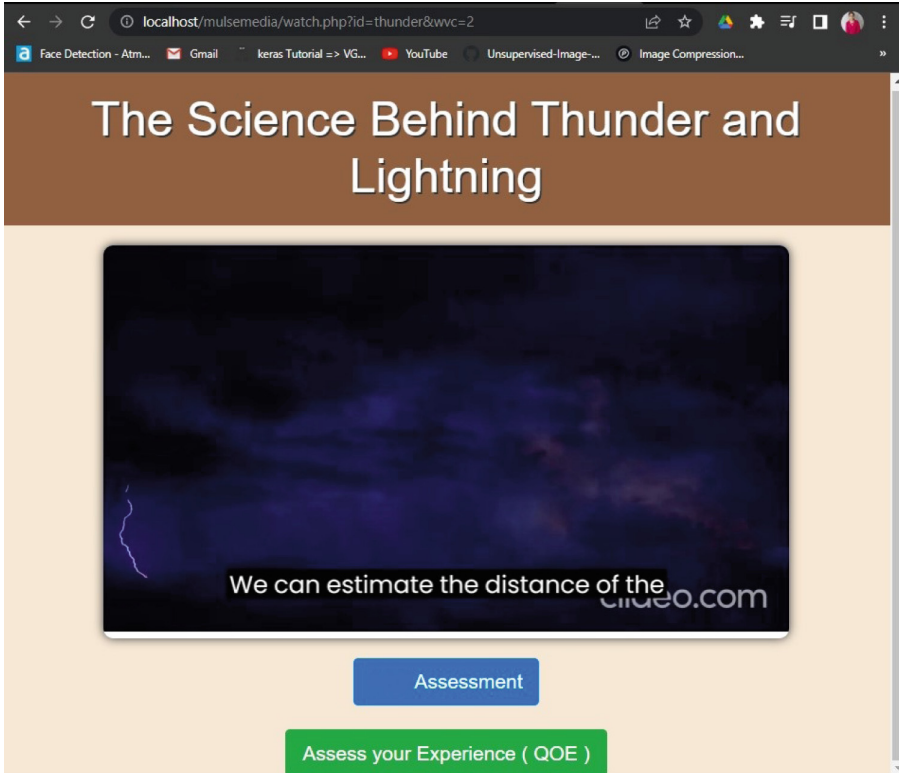 localhost/mulsemedia/watch.php?id=thunder&wvc=2
a Face Detection - Atm... Gmail keras Tutorial => VG... YouTube Unsupervised-Image-... Image Compression... »
The Science Behind Thunder and
Lightning
We can estimate the distance of the
clideo.com
Assessment
Assess your Experience ( QOE )